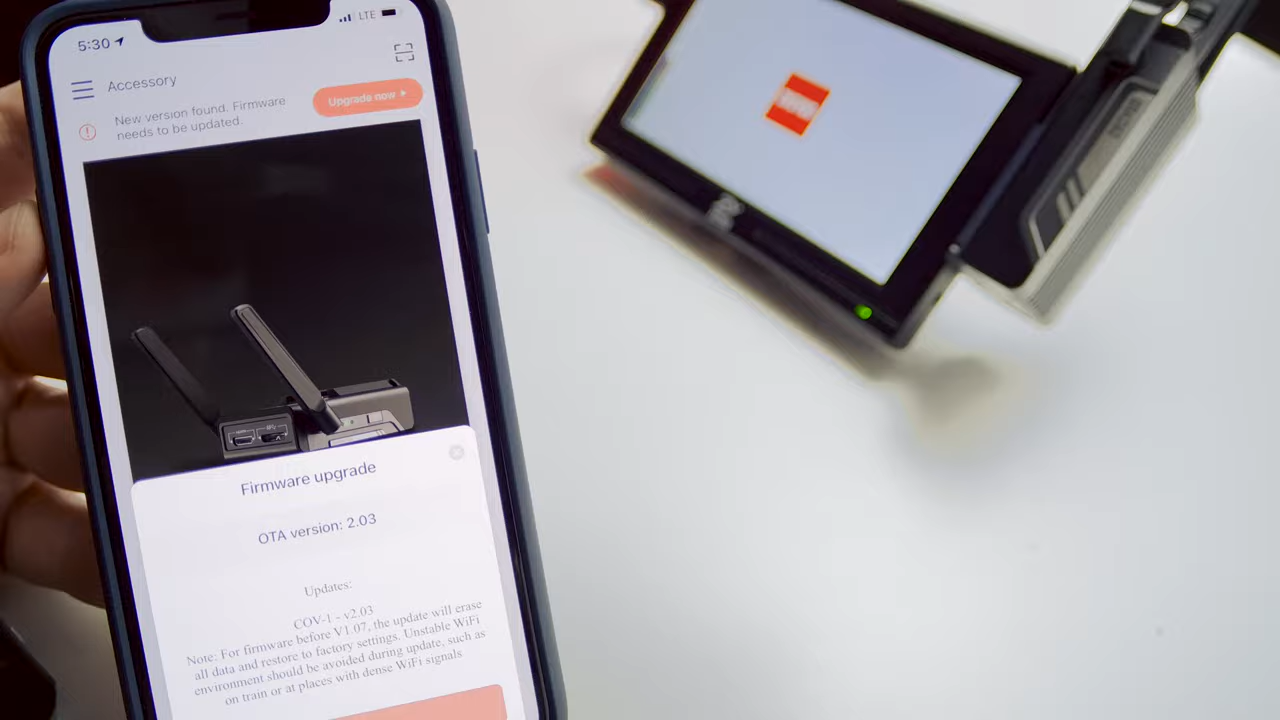 5:30
LTE
Accessory
New version found. Firmware
needs to be updated.
Upgrade now
Firmware upgrade
OTA version: 2.03
Updates:
COV-1 - v2.03
Note: For firmware before V1.07, the update will erase
all data and restore to factory settings. Unstable WiFi
environment should be avoided during update, such as
on train or at places with dense WiFi signals